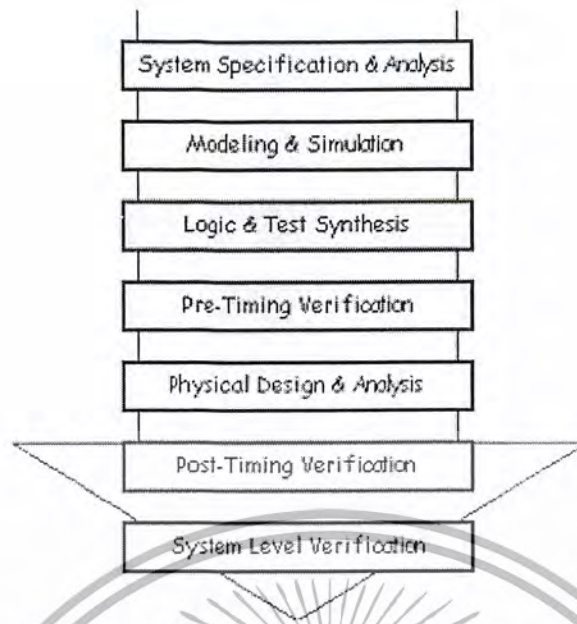 System Specification & Analysis
Modeling & Simulation
Logic & Test Synthesis
Pre-Timing Verification
Physical Design & Analysis
Post-Timing Verification
System Level Verification